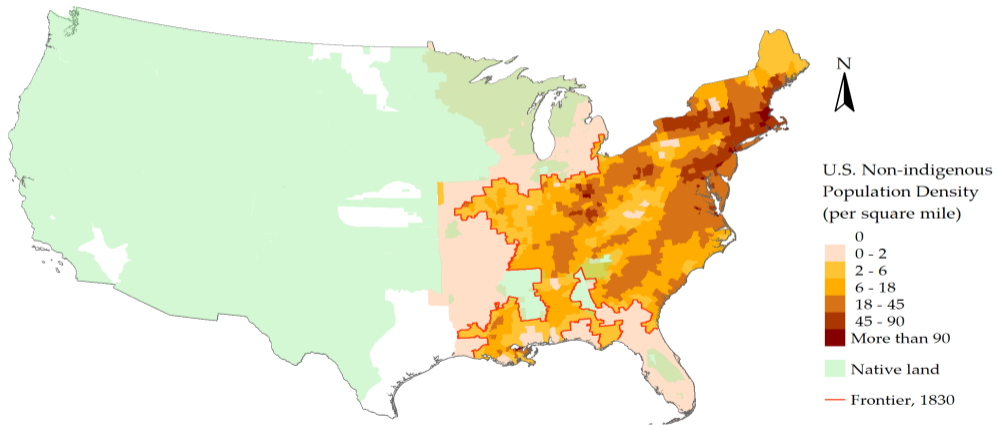 N
U.S. Non-indigenous
Population Density
(per square mile)
0
0 - 2
2 - 6
6 - 18
18 - 45
45 - 90
More than 90
Native land
Frontier, 1830